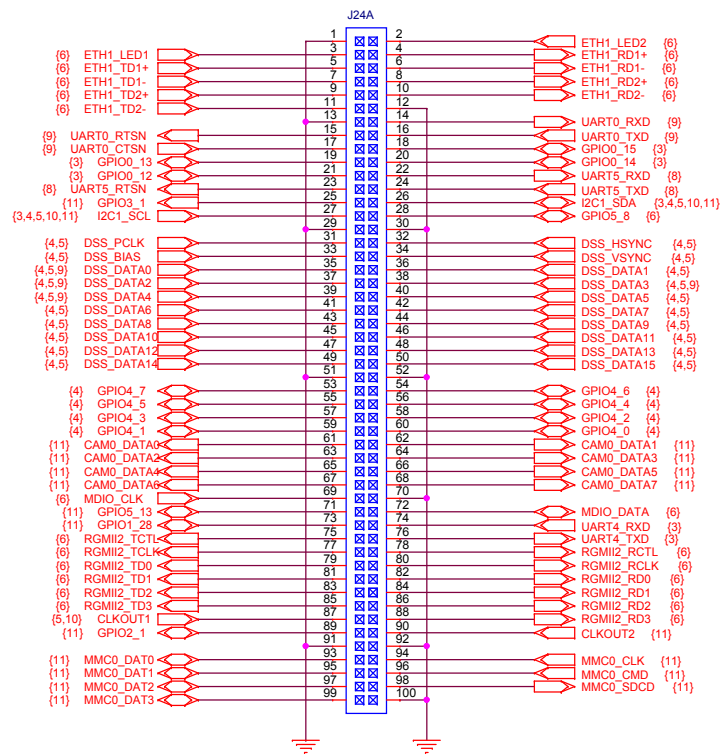 J24A
1 2 ETH1_LED2 {6}
{6} ETH1_LED1 3 4 ETH1_RD1+ {6}
{6} ETH1_TD1+ 5 6 ETH1_RD1- {6}
{6} ETH1_TD1- 7 8 ETH1_RD2+ {6}
{6} ETH1_TD2+ 9 10 ETH1_RD2- {6}
{6} ETH1_TD2- 11 12
13 14 UART0_RXD {9}
{9} UART0_RTSN 15 16 UART0_TXD {9}
{9} UART0_CTSN 17 18 GPIO0_15 {3}
{3} GPIO0_13 19 20 GPIO0_14 {3}
{3} GPIO0_12 21 22 UART5_RXD {8}
{8} UART5_RTSN 23 24 UART5_TXD {8}
{11} GPIO3_1 25 26 I2C1_SDA {3,4,5,10,11}
{3,4,5,10,11} I2C1_SCL 27 28 GPIO5_8 {6}
29 30
{4,5} DSS_PCLK 31 32 DSS_HSYNC {4,5}
{4,5} DSS_BIAS 33 34 DSS_VSYNC {4,5}
{4,5,9} DSS_DATA0 35 36 DSS_DATA1 {4,5}
{4,5,9} DSS_DATA2 37 38 DSS_DATA3 {4,5,9}
{4,5,9} DSS_DATA4 39 40 DSS_DATA5 {4,5}
{4,5} DSS_DATA6 41 42 DSS_DATA7 {4,5}
{4,5} DSS_DATA8 43 44 DSS_DATA9 {4,5}
{4,5} DSS_DATA10 45 46 DSS_DATA11 {4,5}
{4,5} DSS_DATA12 47 48 DSS_DATA13 {4,5}
{4,5} DSS_DATA14 49 50 DSS_DATA15 {4,5}
51 52
{4} GPIO4_7 53 54 GPIO4_6 {4}
{4} GPIO4_5 55 56 GPIO4_4 {4}
{4} GPIO4_3 57 58 GPIO4_2 {4}
{4} GPIO4_1 59 60 GPIO4_0 {4}
{11} CAM0_DATA0 61 62 CAM0_DATA1 {11}
{11} CAM0_DATA2 63 64 CAM0_DATA3 {11}
{11} CAM0_DATA4 65 66 CAM0_DATA5 {11}
{11} CAM0_DATA6 67 68 CAM0_DATA7 {11}
{6} MDIO_CLK 69 70
{11} GPIO5_13 71 72 MDIO_DATA {6}
{11} GPIO1_28 73 74 UART4_RXD {3}
{6} RGMII2_TCTL 75 76 UART4_TXD {3}
{6} RGMII2_TCLK 77 78 RGMII2_RCTL {6}
{6} RGMII2_TD0 79 80 RGMII2_RCLK {6}
{6} RGMII2_TD1 81 82 RGMII2_RD0 {6}
{6} RGMII2_TD2 83 84 RGMII2_RD1 {6}
{6} RGMII2_TD3 85 86 RGMII2_RD2 {6}
{5,10} CLKOUT1 87 88 RGMII2_RD3 {6}
{11} GPIO2_1 89 90 CLKOUT2 {11}
91 92
{11} MMC0_DAT0 93 94 MMC0_CLK {11}
{11} MMC0_DAT1 95 96 MMC0_CMD {11}
{11} MMC0_DAT2 97 98 MMC0_SDCD {11}
{11} MMC0_DAT3 99 100